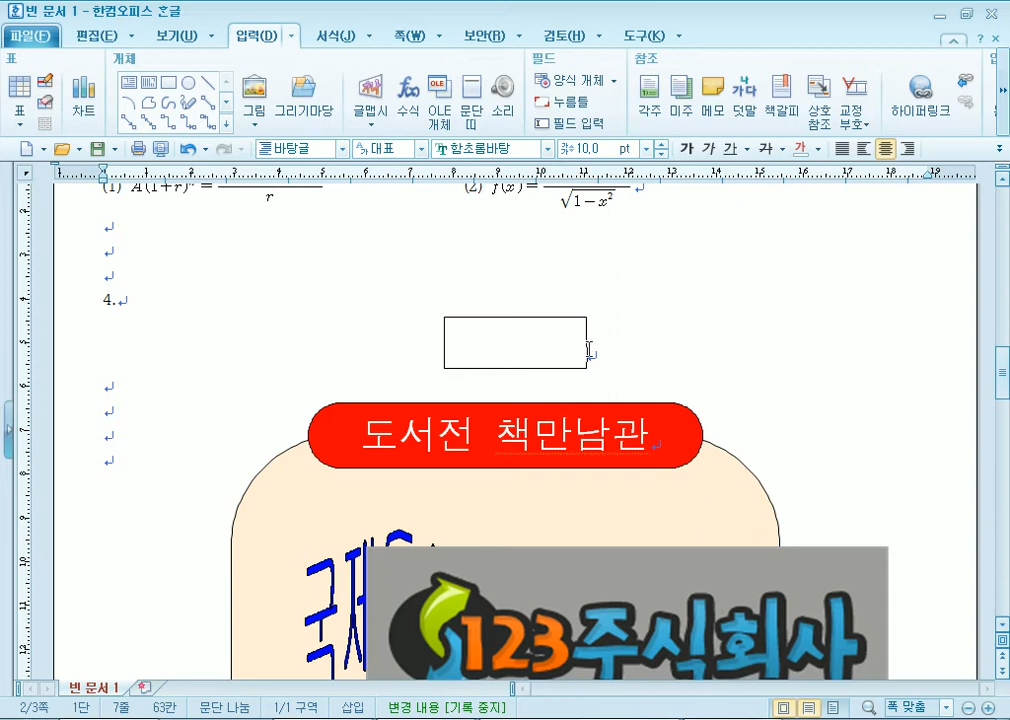 빈 문서 1 - 한컴오피스 한글
파일(F) 편집(E) 보기(U) 입력(D) 서식(J) 쪽(W) 보안(R) 검토(H) 도구(K)
표 개체 필드 참조
표 차트 그림 그리기마당 글맵시 수식 OLE 개체 문단 띠 소리
양식 개체
누름틀
필드 입력
각주 미주 메모 덧말 책갈피 상호 참조 교정 부호 하이퍼링크
바탕글 대표 함초롬바탕 10.0 pt 가 가 가 가 가
(1) A(1+r) = r (2) f(x) = √1-x²
4.
도서전 책만남관
123주식회사
빈 문서 1
2/3쪽 1단 7줄 63칸 문단 나눔 1/1 구역 삽입 변경 내용 [기록 중지] 폭 맞춤